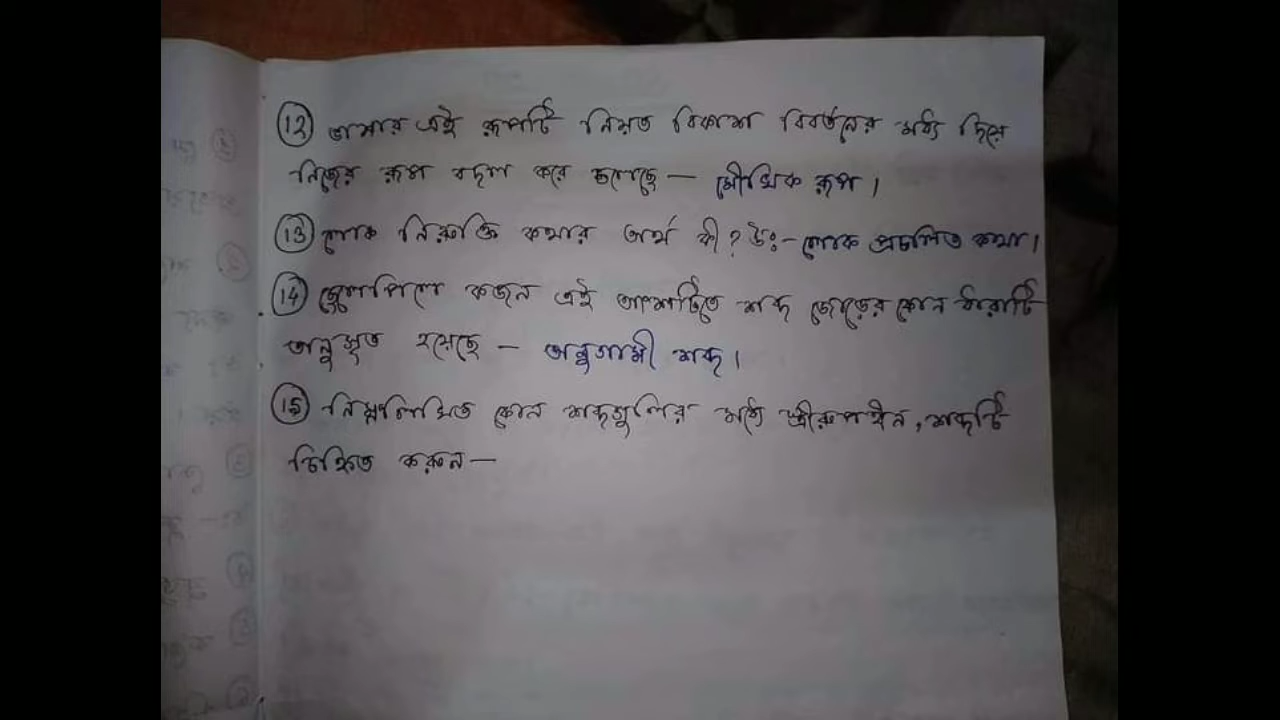 (12) ভাষার এই রূপটি নিয়ত বিকাশ বিবর্তনের মধ্য দিয়ে
নিজের রূপ বদল করে চলেছে — মৌখিক রূপ।
(13) লোক নিরুক্তি কথার অর্থ কী? উঃ- লোক প্রচলিত কথা।
(14) ছেলেপিলে কজন এই অংশটিতে শব্দ জোড়ের কোন ধারাটি
অনুসৃত হয়েছে — অনুগামী শব্দ।
(15) নিম্নলিখিত কোন শব্দগুলির মধ্যে স্ত্রীরূপহীন, শব্দটি
চিহ্নিত করুন —